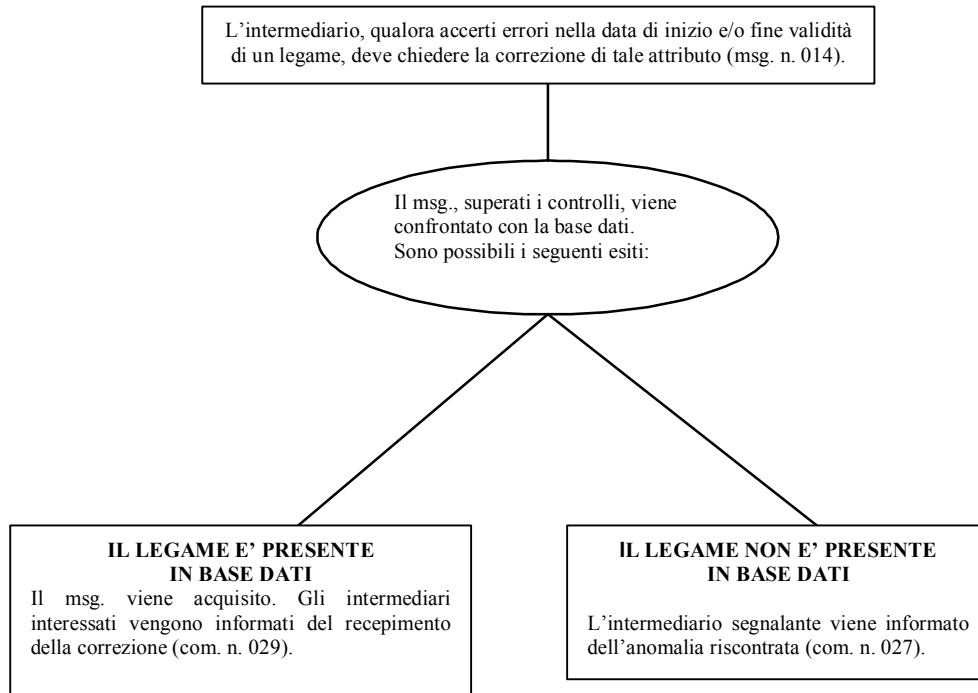 L’intermediario, qualora accerti errori nella data di inizio e/o fine validità
di un legame, deve chiedere la correzione di tale attributo (msg. n. 014).
Il msg., superati i controlli, viene
confrontato con la base dati.
Sono possibili i seguenti esiti:
IL LEGAME E’ PRESENTE
IN BASE DATI
Il msg. viene acquisito. Gli intermediari
interessati vengono informati del recepimento
della correzione (com. n. 029).
IL LEGAME NON E’ PRESENTE
IN BASE DATI
L’intermediario segnalante viene informato
dell’anomalia riscontrata (com. n. 027).